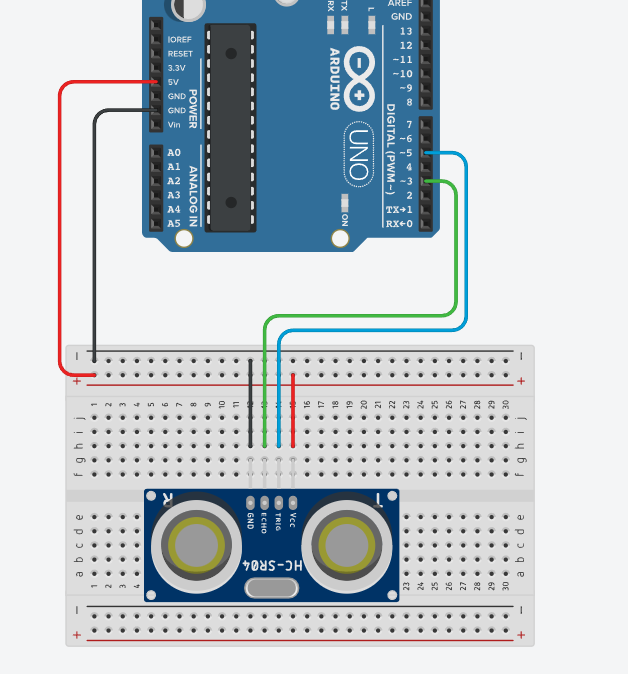 RX TX L
AREF
GND
13
12
~11
~10
~9
8
7
~6
~5
4
~3
2
TX→1
RX←0
DIGITAL (PWM~)
ARDUINO
UNO
ON
IOREF
RESET
3.3V
5V
GND
GND
Vin
POWER
A0
A1
A2
A3
A4
A5
ANALOG IN
− −
+ +
1 2 3 4 5 6 7 8 9 10 11 16 17 18 19 20 21 22 23 24 25 26 27 28 29 30
j j
i i
h h
g g
f f
R T
GND ECHO TRIG VCC
HC-SR04
e e
d d
c c
b b
a a
1 2 3 4 23 24 25 26 27 28 29 30
− −
+ +